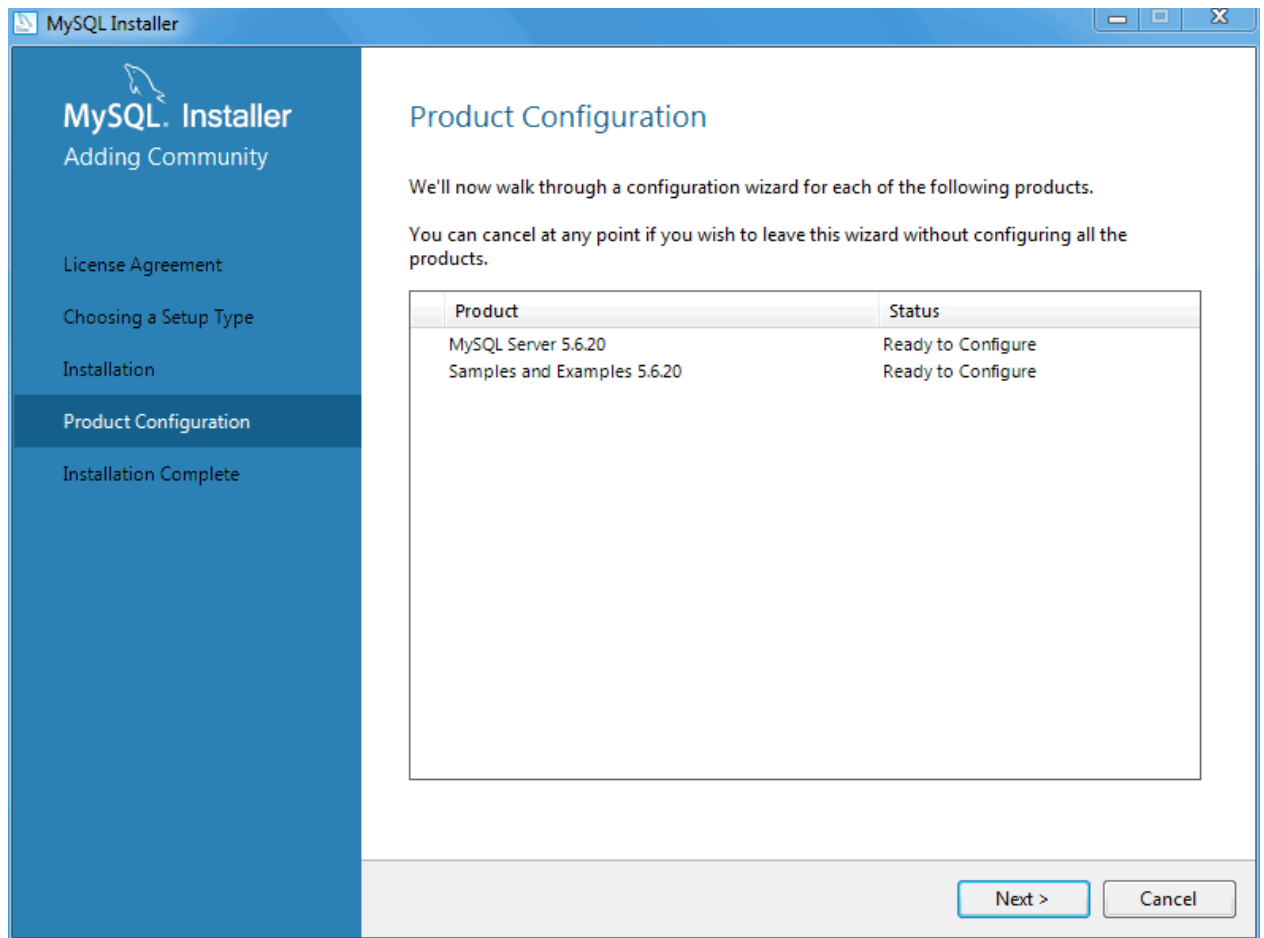 MySQL Installer
MySQL. Installer
Adding Community
License Agreement
Choosing a Setup Type
Installation
Product Configuration
Installation Complete
Product Configuration
We'll now walk through a configuration wizard for each of the following products.
You can cancel at any point if you wish to leave this wizard without configuring all the
products.
Product Status
MySQL Server 5.6.20 Ready to Configure
Samples and Examples 5.6.20 Ready to Configure
Next > Cancel